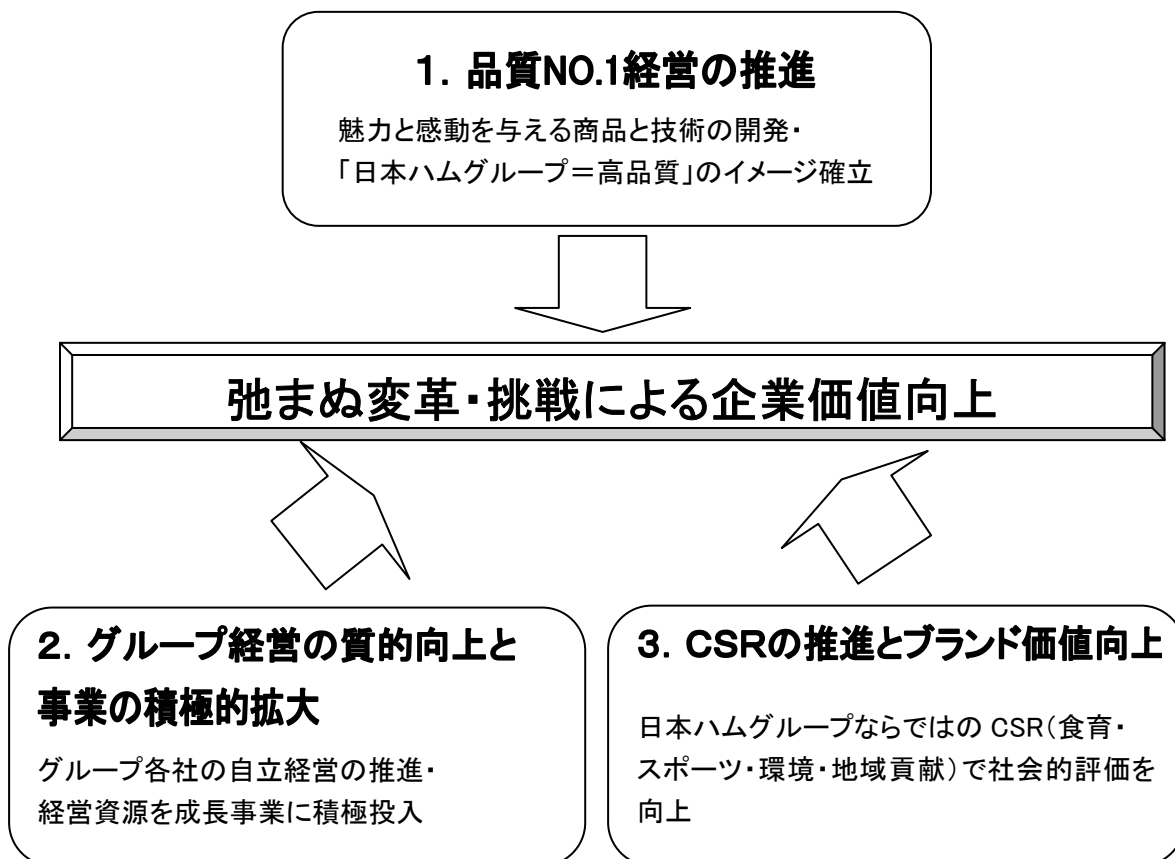 １．品質NO.1経営の推進
魅力と感動を与える商品と技術の開発・
「日本ハムグループ＝高品質」のイメージ確立
弛まぬ変革・挑戦による企業価値向上
２．グループ経営の質的向上と
事業の積極的拡大
グループ各社の自立経営の推進・
経営資源を成長事業に積極投入
３．CSRの推進とブランド価値向上
日本ハムグループならではの CSR（食育・
スポーツ・環境・地域貢献）で社会的評価を
向上